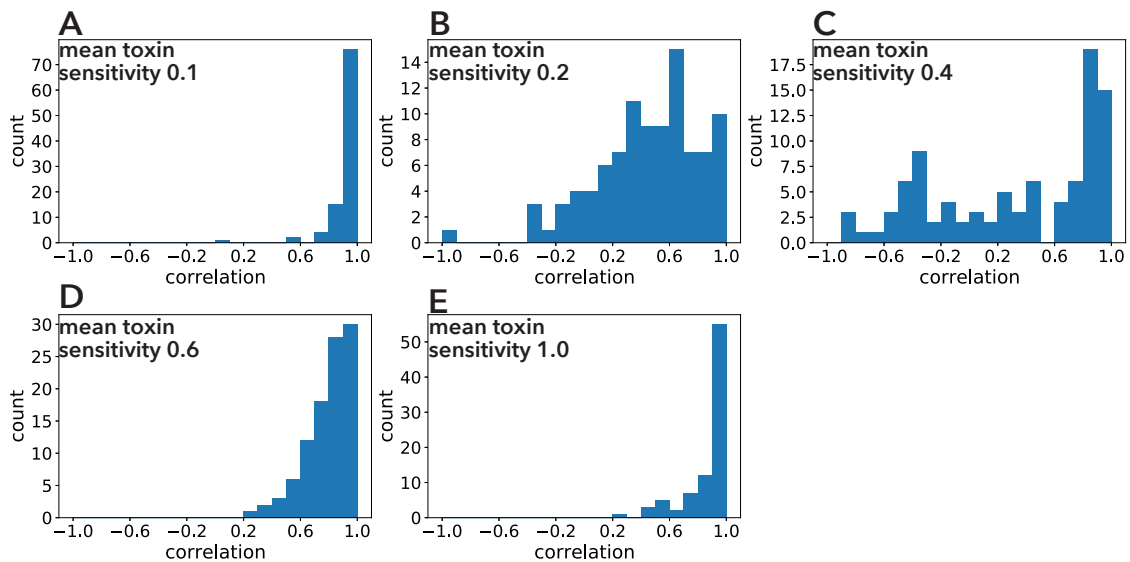 A
mean toxin
sensitivity 0.1
70
60
50
40
30
20
10
0
count
−1.0 −0.6 −0.2 0.2 0.6 1.0
correlation
B
mean toxin
sensitivity 0.2
14
12
10
8
6
4
2
0
count
−1.0 −0.6 −0.2 0.2 0.6 1.0
correlation
C
mean toxin
sensitivity 0.4
17.5
15.0
12.5
10.0
7.5
5.0
2.5
0.0
count
−1.0 −0.6 −0.2 0.2 0.6 1.0
correlation
D
mean toxin
sensitivity 0.6
30
25
20
15
10
5
0
count
−1.0 −0.6 −0.2 0.2 0.6 1.0
correlation
E
mean toxin
sensitivity 1.0
50
40
30
20
10
0
count
−1.0 −0.6 −0.2 0.2 0.6 1.0
correlation